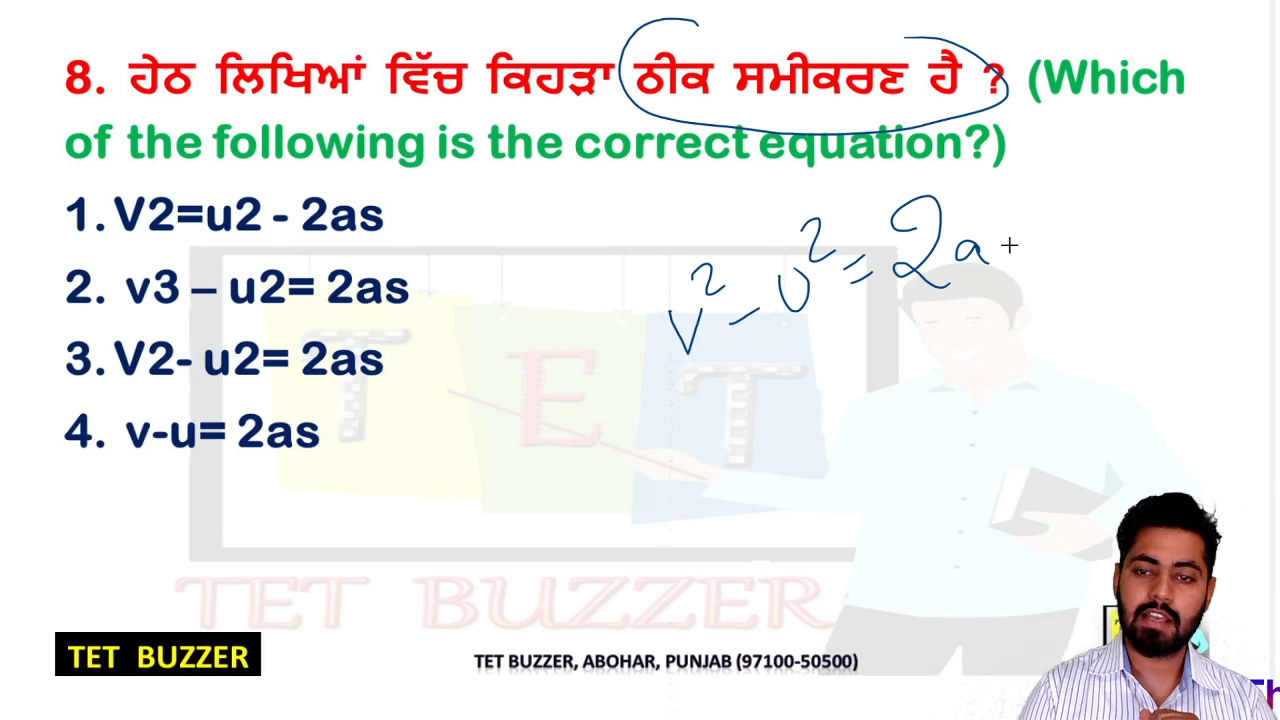 8. ਹੇਠ ਲਿਖਿਆਂ ਵਿੱਚ ਕਿਹੜਾ ਠੀਕ ਸਮੀਕਰਣ ਹੈ ? (Which
of the following is the correct equation?)
1. V2=u2 - 2as
2. v3 – u2= 2as
3. V2- u2= 2as
4. v-u= 2as
v² - u² = 2a
T E T
TET BUZZER
TET BUZZER
TET BUZZER, ABOHAR, PUNJAB (97100-50500)